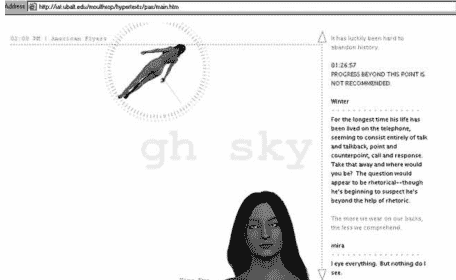 Address http://iat.ubalt.edu/moulthrop/hypertexts/pax/main.htm
02:00 PM | American Flyers
It has luckily been hard to
abandon history.
01:26:57
PROGRESS BEYOND THIS POINT IS
NOT RECOMMENDED.
Winter
For the longest time his life has
been lived on the telephone,
seeming to consist entirely of talk
and talkback, point and
counterpoint, call and response.
Take that away and where would
you be? The question would
appear to be rhetorical--though
he's beginning to suspect he's
beyond the help of rhetoric.
gh sky
The more we wear on our backs,
the less we comprehend.
mira
I eye everything. But nothing do I
see.